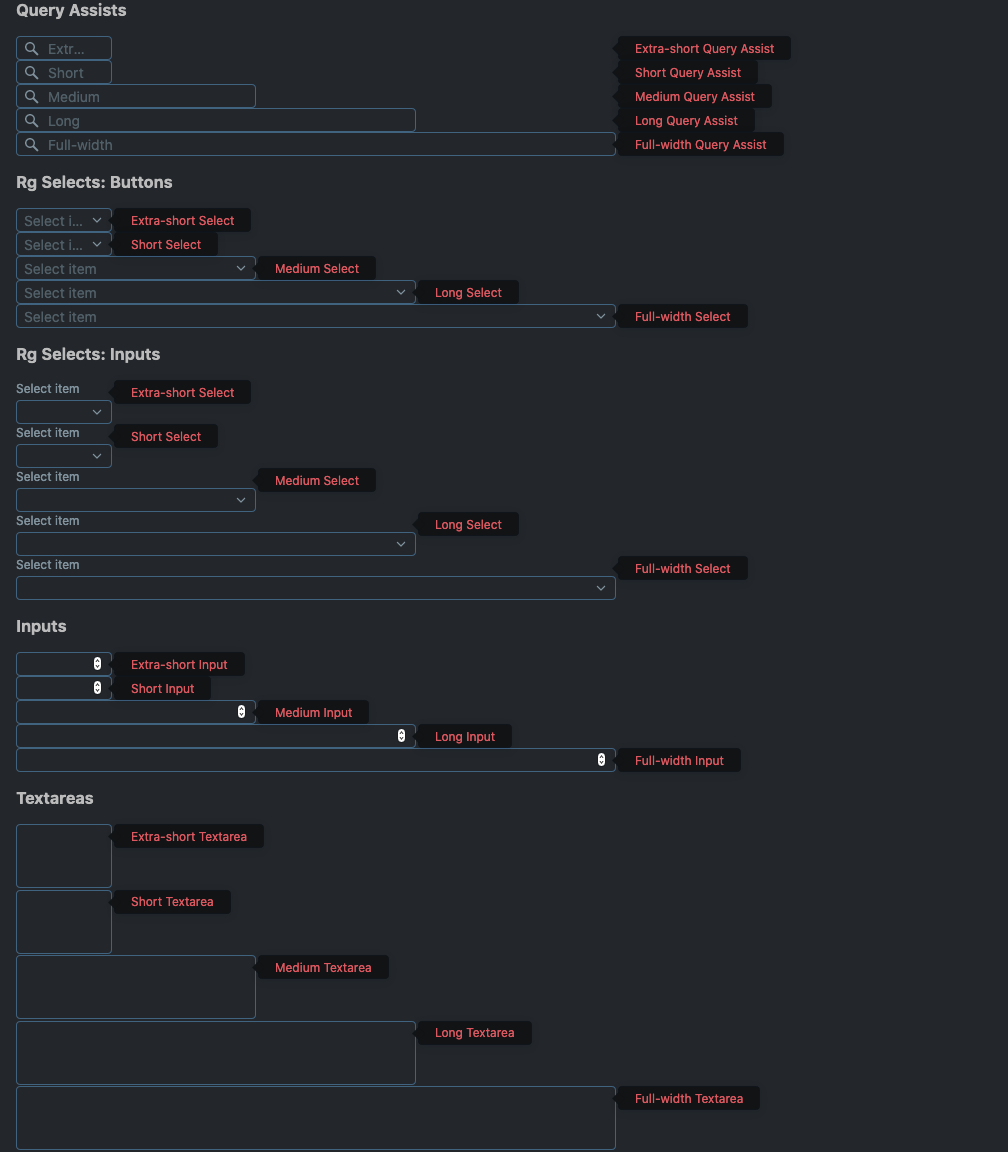 Query Assists
Extr... Extra-short Query Assist
Short Short Query Assist
Medium Medium Query Assist
Long Long Query Assist
Full-width Full-width Query Assist
Rg Selects: Buttons
Select i... Extra-short Select
Select i... Short Select
Select item Medium Select
Select item Long Select
Select item Full-width Select
Rg Selects: Inputs
Select item Extra-short Select
Select item Short Select
Select item Medium Select
Select item Long Select
Select item Full-width Select
Inputs
Extra-short Input
Short Input
Medium Input
Long Input
Full-width Input
Textareas
Extra-short Textarea
Short Textarea
Medium Textarea
Long Textarea
Full-width Textarea